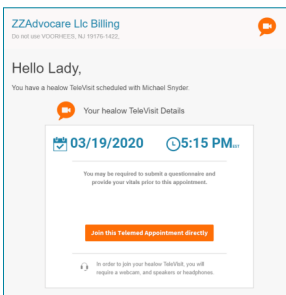 ZZAdvocare Llc Billing
Do not use VOORHEES, NJ 19176-1422,
Hello Lady,
You have a healow TeleVisit scheduled with Michael Snyder.
Your healow TeleVisit Details
03/19/2020 5:15 PM EST
You may be required to submit a questionnaire and
provide your vitals prior to this appointment.
Join this Telemed Appointment directly
In order to join your healow TeleVisit, you will
require a webcam, and speakers or headphones.